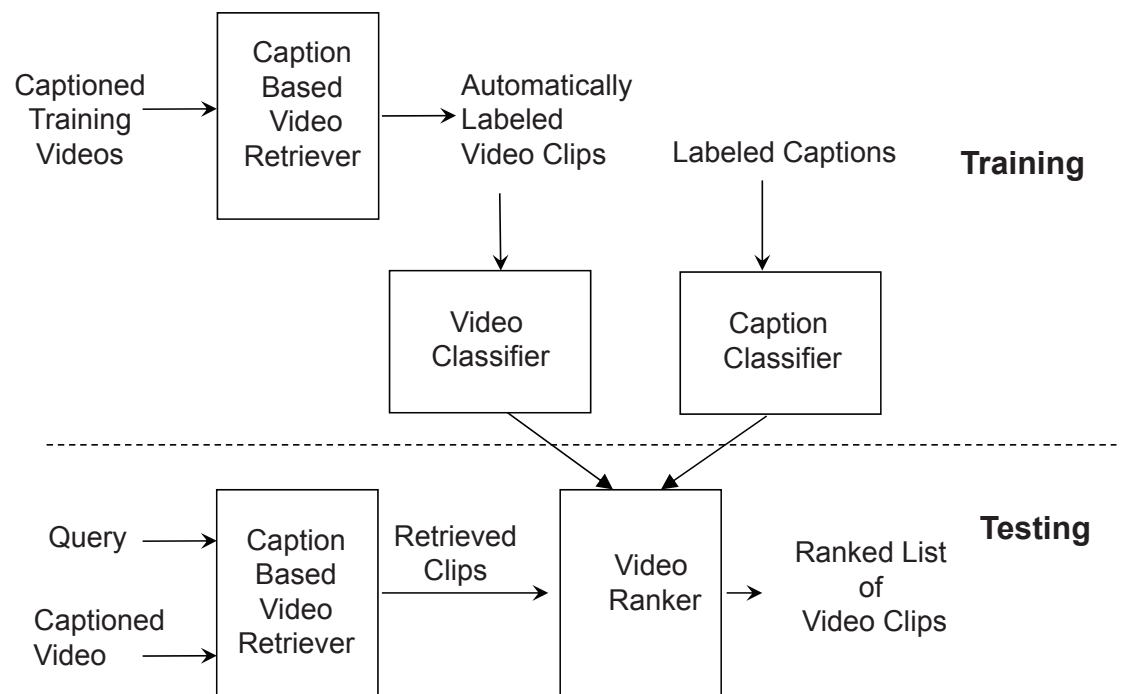 Captioned
Training
Videos
Caption
Based
Video
Retriever
Automatically
Labeled
Video Clips
Labeled Captions
Training
Video
Classifier
Caption
Classifier
Query
Captioned
Video
Caption
Based
Video
Retriever
Retrieved
Clips
Video
Ranker
Ranked List
of
Video Clips
Testing